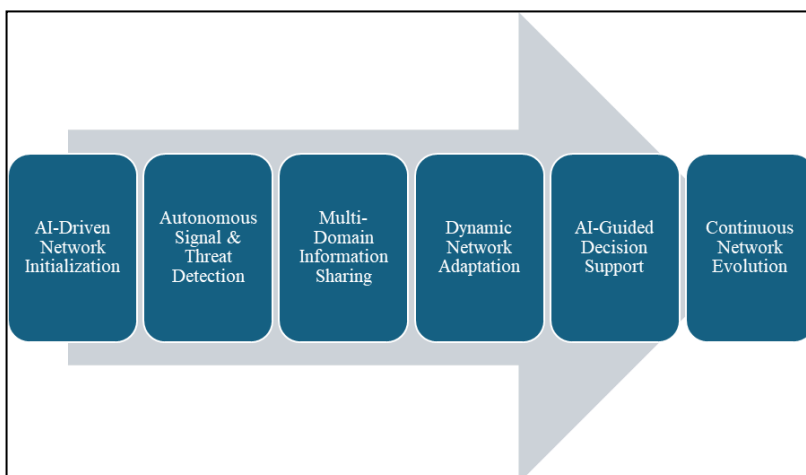 AI-Driven
Network
Initialization
Autonomous
Signal &
Threat
Detection
Multi-
Domain
Information
Sharing
Dynamic
Network
Adaptation
AI-Guided
Decision
Support
Continuous
Network
Evolution